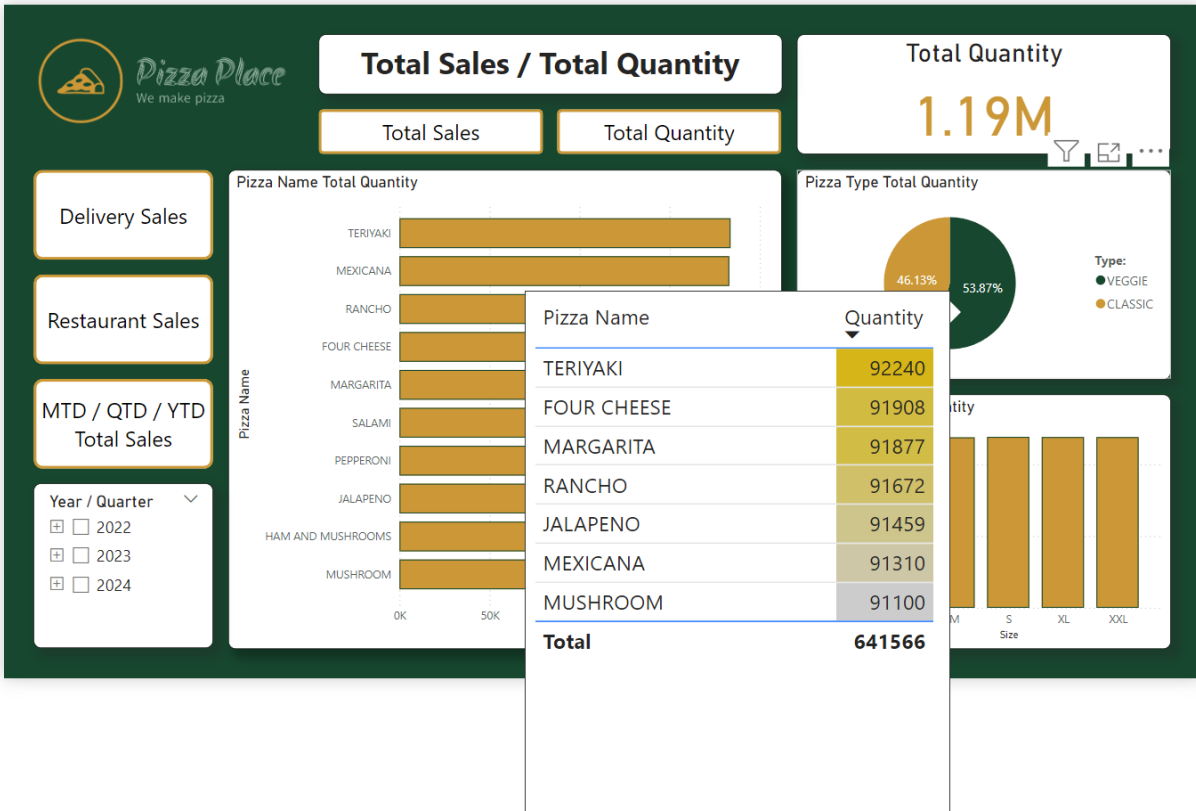 Pizza Place
We make pizza
Total Sales / Total Quantity
Total Sales
Total Quantity
Total Quantity
1.19M
Delivery Sales
Restaurant Sales
MTD / QTD / YTD
Total Sales
Year / Quarter
2022
2023
2024
Pizza Name Total Quantity
Pizza Name
TERIYAKI
MEXICANA
RANCHO
FOUR CHEESE
MARGARITA
SALAMI
PEPPERONI
JALAPENO
HAM AND MUSHROOMS
MUSHROOM
0K 50K
Pizza Type Total Quantity
46.13%
53.87%
Type:
VEGGIE
CLASSIC
Pizza Name Quantity
TERIYAKI 92240
FOUR CHEESE 91908
MARGARITA 91877
RANCHO 91672
JALAPENO 91459
MEXICANA 91310
MUSHROOM 91100
Total 641566
M S XL XXL
Size